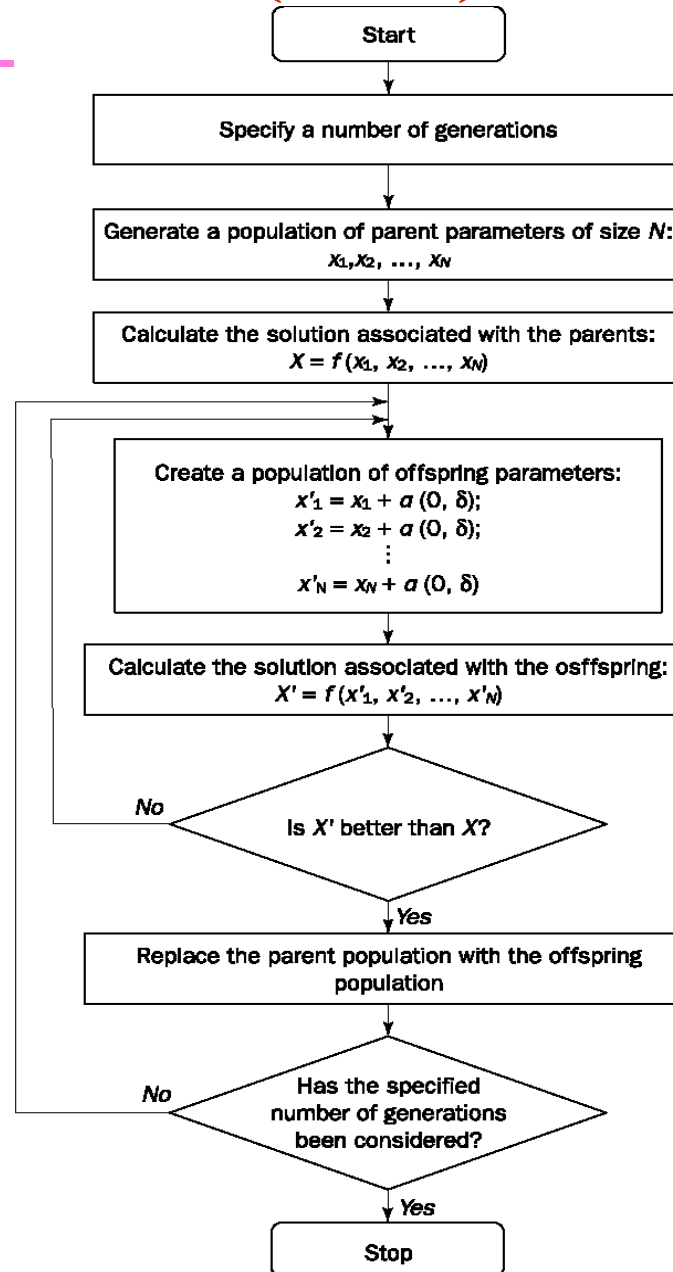 Start
Specify a number of generations
Generate a population of parent parameters of size N:
x₁,x₂, ..., xN
Calculate the solution associated with the parents:
X = f (x₁, x₂, ..., xN)
Create a population of offspring parameters:
x'₁ = x₁ + a (0, δ);
x'₂ = x₂ + a (0, δ);
⋮
x'N = xN + a (0, δ)
Calculate the solution associated with the osffspring:
X' = f (x'₁, x'₂, ..., x'N)
No
Is X' better than X?
Yes
Replace the parent population with the offspring
population
No
Has the specified
number of generations
been considered?
Yes
Stop